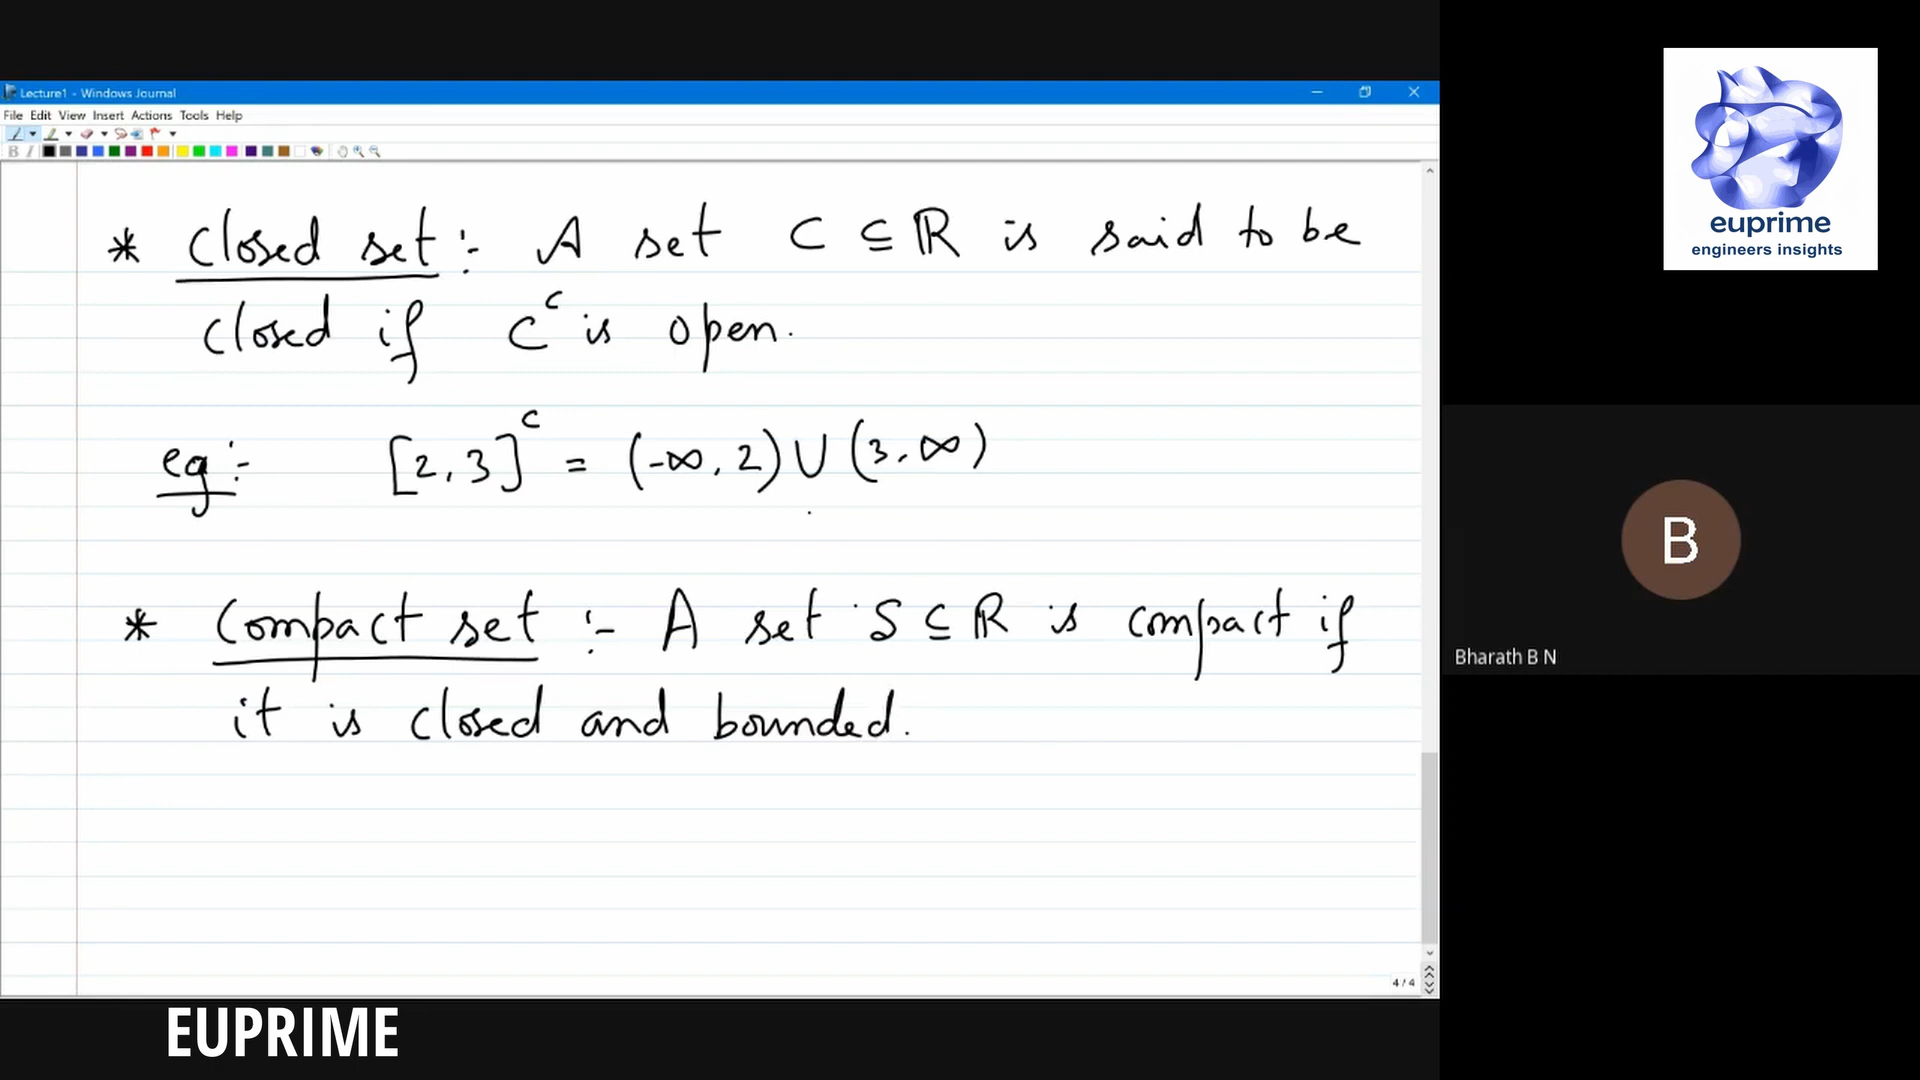 Lecture1 - Windows Journal
File Edit View Insert Actions Tools Help
B I
* Closed set :- A set C ⊆ ℝ is said to be
closed if Cᶜ is open.
eg :- [2, 3]ᶜ = (-∞, 2) ∪ (3, ∞)
* Compact set :- A set S ⊆ ℝ is compact if
it is closed and bounded.
4 / 4
EUPRIME
euprime
engineers insights
B
Bharath B N